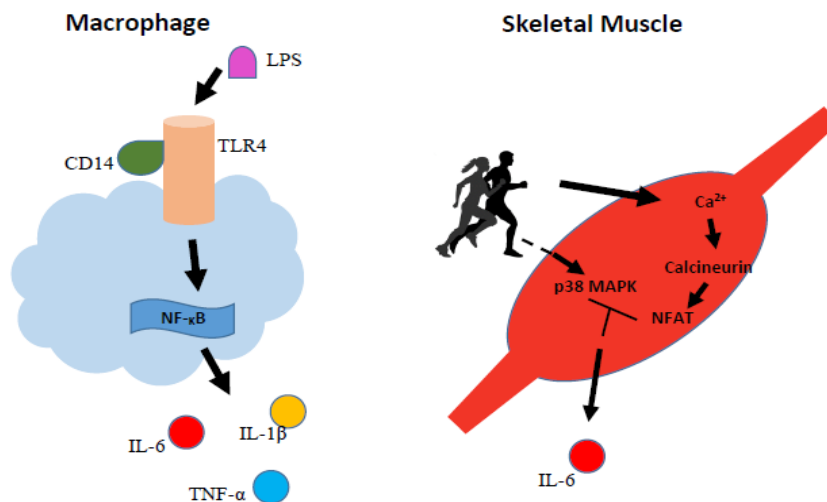 Macrophage
LPS
CD14
TLR4
NF-κB
IL-6
IL-1β
TNF-α
Skeletal Muscle
Ca²⁺
Calcineurin
p38 MAPK
NFAT
IL-6